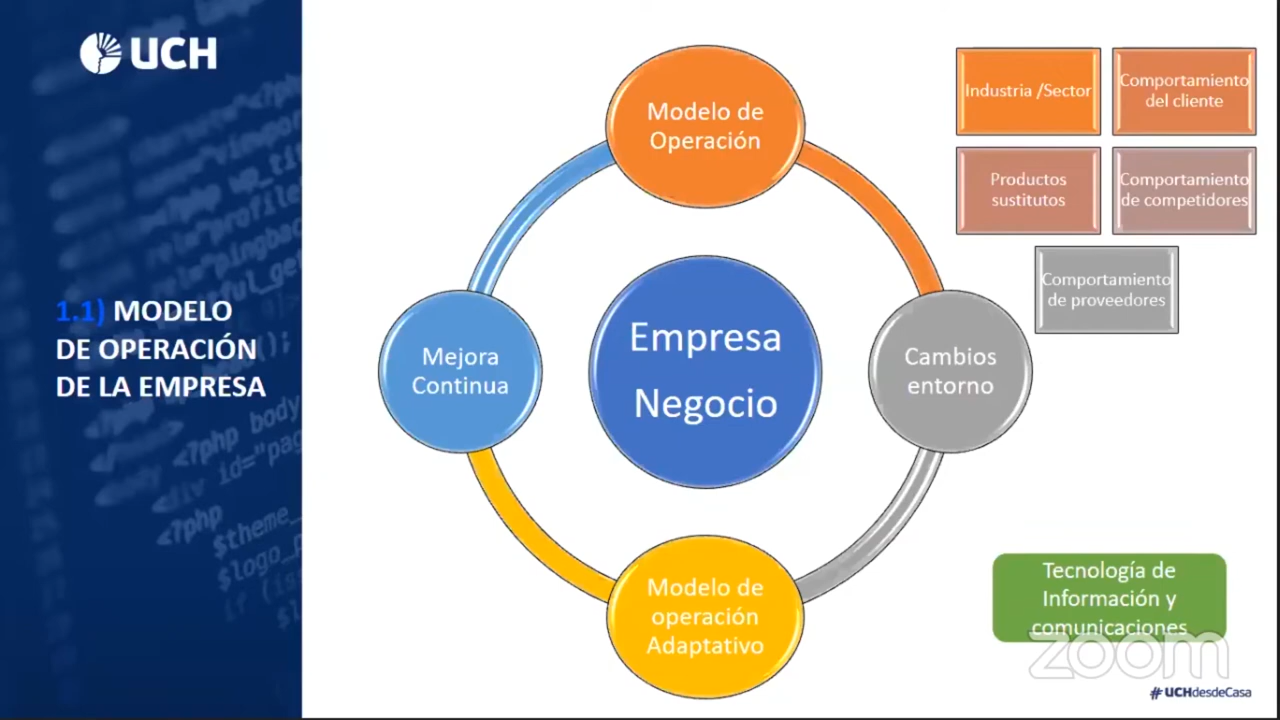 UCH
1.1) MODELO
DE OPERACIÓN
DE LA EMPRESA
Modelo de
Operación
Empresa
Negocio
Mejora
Continua
Cambios
entorno
Modelo de
operación
Adaptativo
Industria /Sector
Comportamiento
del cliente
Productos
sustitutos
Comportamiento
de competidores
Comportamiento
de proveedores
Tecnología de
Información y
comunicaciones
zoom
#UCHdesdeCasa